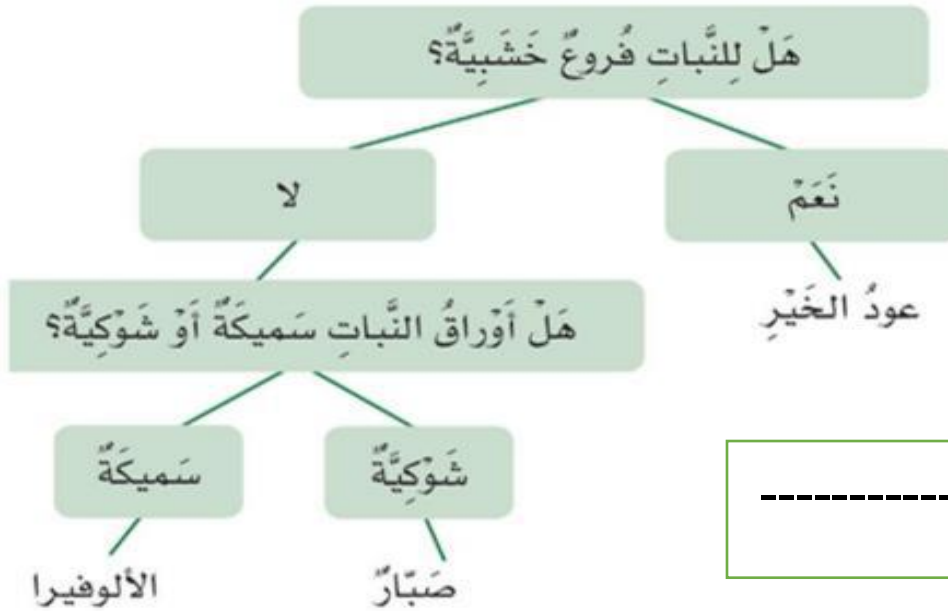 هَلْ لِلنَّباتِ فُروعٌ خَشَبِيَّةٌ؟
نَعَمْ
لا
عودُ الخَيْرِ
هَلْ أَوْراقُ النَّباتِ سَميكَةٌ أَوْ شَوْكِيَّةٌ؟
شَوْكِيَّةٌ
سَميكَةٌ
صَبّارٌ
الألوفيرا
-----------